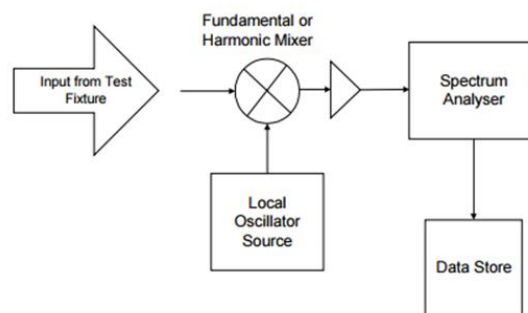 Fundamental or
Harmonic Mixer
Input from Test
Fixture
Spectrum
Analyser
Local
Oscillator
Source
Data Store